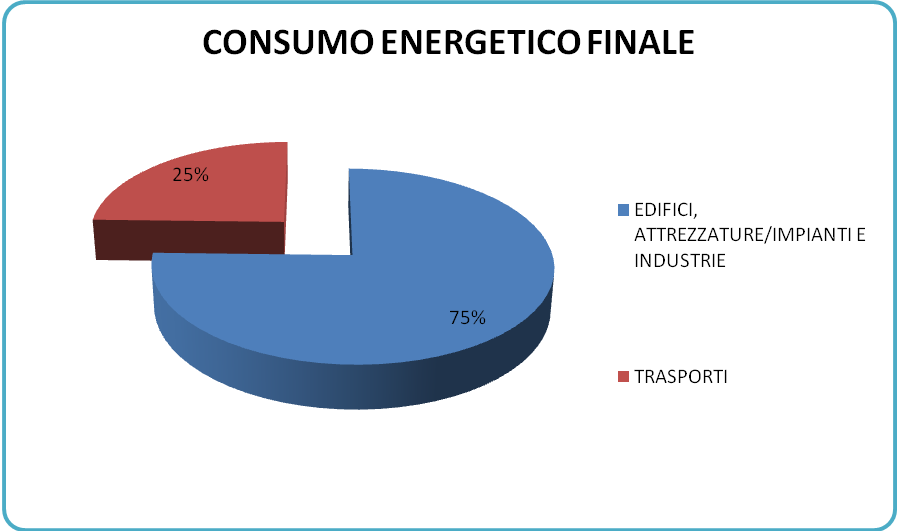 CONSUMO ENERGETICO FINALE
25%
75%
EDIFICI,
ATTREZZATURE/IMPIANTI E
INDUSTRIE
TRASPORTI